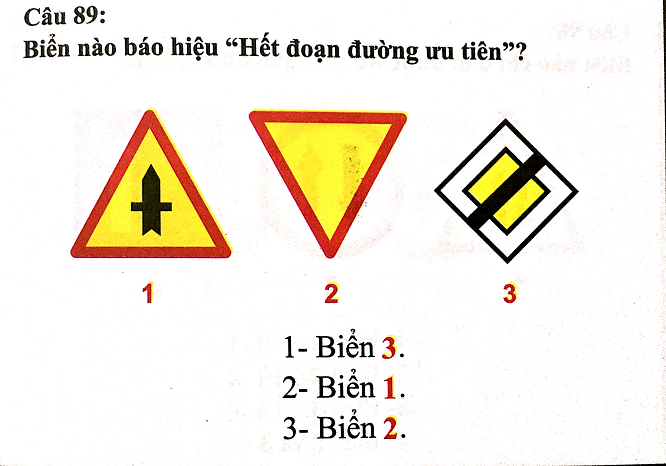 Câu 89:
Biển nào báo hiệu “Hết đoạn đường ưu tiên”?
1 2 3
1- Biển 3.
2- Biển 1.
3- Biển 2.